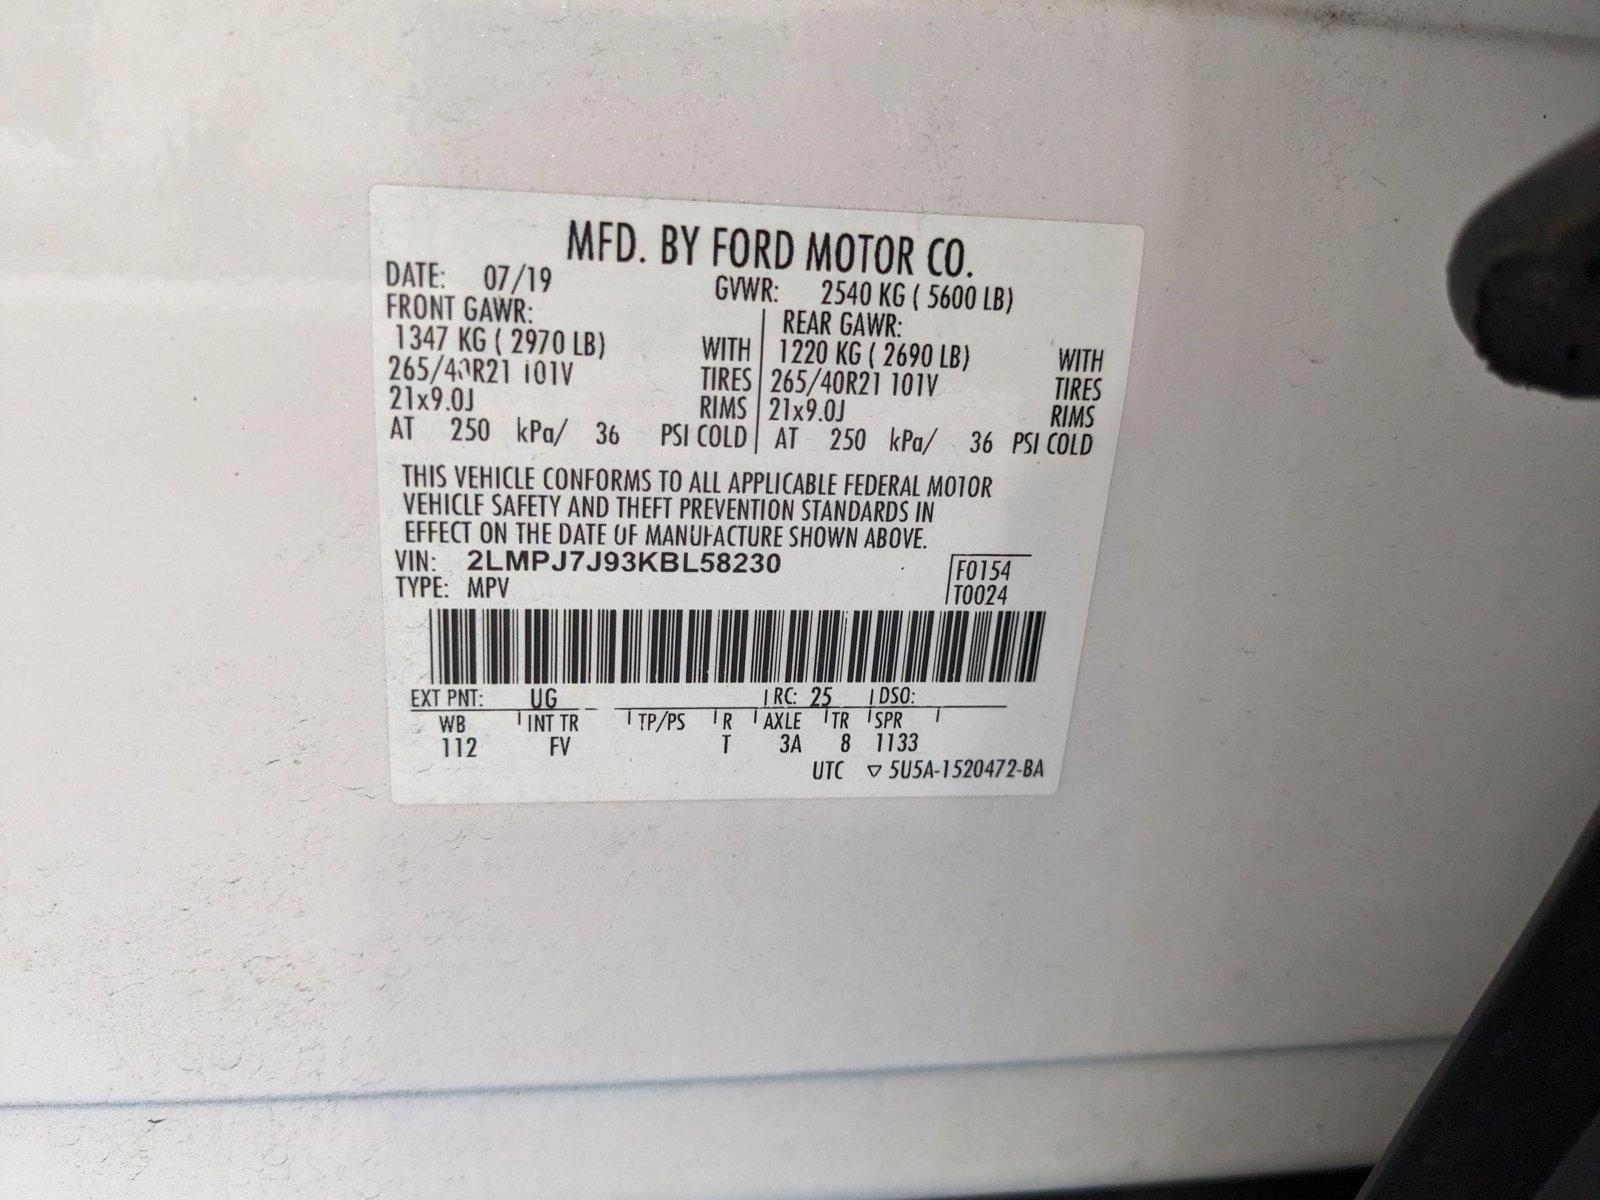 MFD. BY FORD MOTOR CO.
DATE: 07/19 GVWR: 2540 KG ( 5600 LB)
FRONT GAWR: REAR GAWR:
1347 KG ( 2970 LB) WITH 1220 KG ( 2690 LB) WITH
265/40R21 101V TIRES 265/40R21 101V TIRES
21x9.0J RIMS 21x9.0J RIMS
AT 250 kPa/ 36 PSI COLD AT 250 kPa/ 36 PSI COLD
THIS VEHICLE CONFORMS TO ALL APPLICABLE FEDERAL MOTOR
VEHICLE SAFETY AND THEFT PREVENTION STANDARDS IN
EFFECT ON THE DATE OF MANUFACTURE SHOWN ABOVE.
VIN: 2LMPJ7J93KBL58230 F0154
TYPE: MPV T0024
EXT PNT: UG RC: 25 DSO:
WB INT TR TP/PS R AXLE TR SPR
112 FV T 3A 8 1133
UTC ▽ 5U5A-1520472-BA